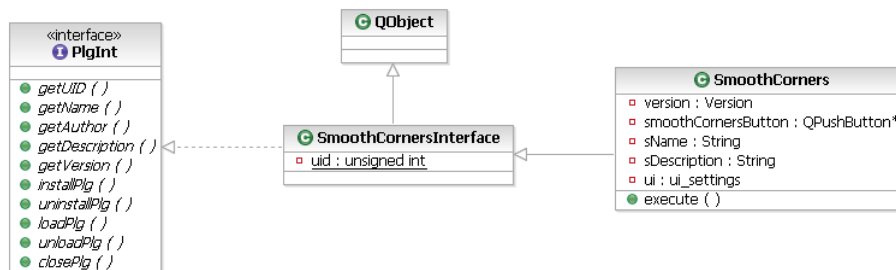 «interface»
PlgInt
getUID ( )
getName ( )
getAuthor ( )
getDescription ( )
getVersion ( )
installPlg ( )
uninstallPlg ( )
loadPlg ( )
unloadPlg ( )
closePlg ( )
QObject
SmoothCornersInterface
uid : unsigned int
SmoothCorners
version : Version
smoothCornersButton : QPushButton*
sName : String
sDescription : String
ui : ui_settings
execute ( )